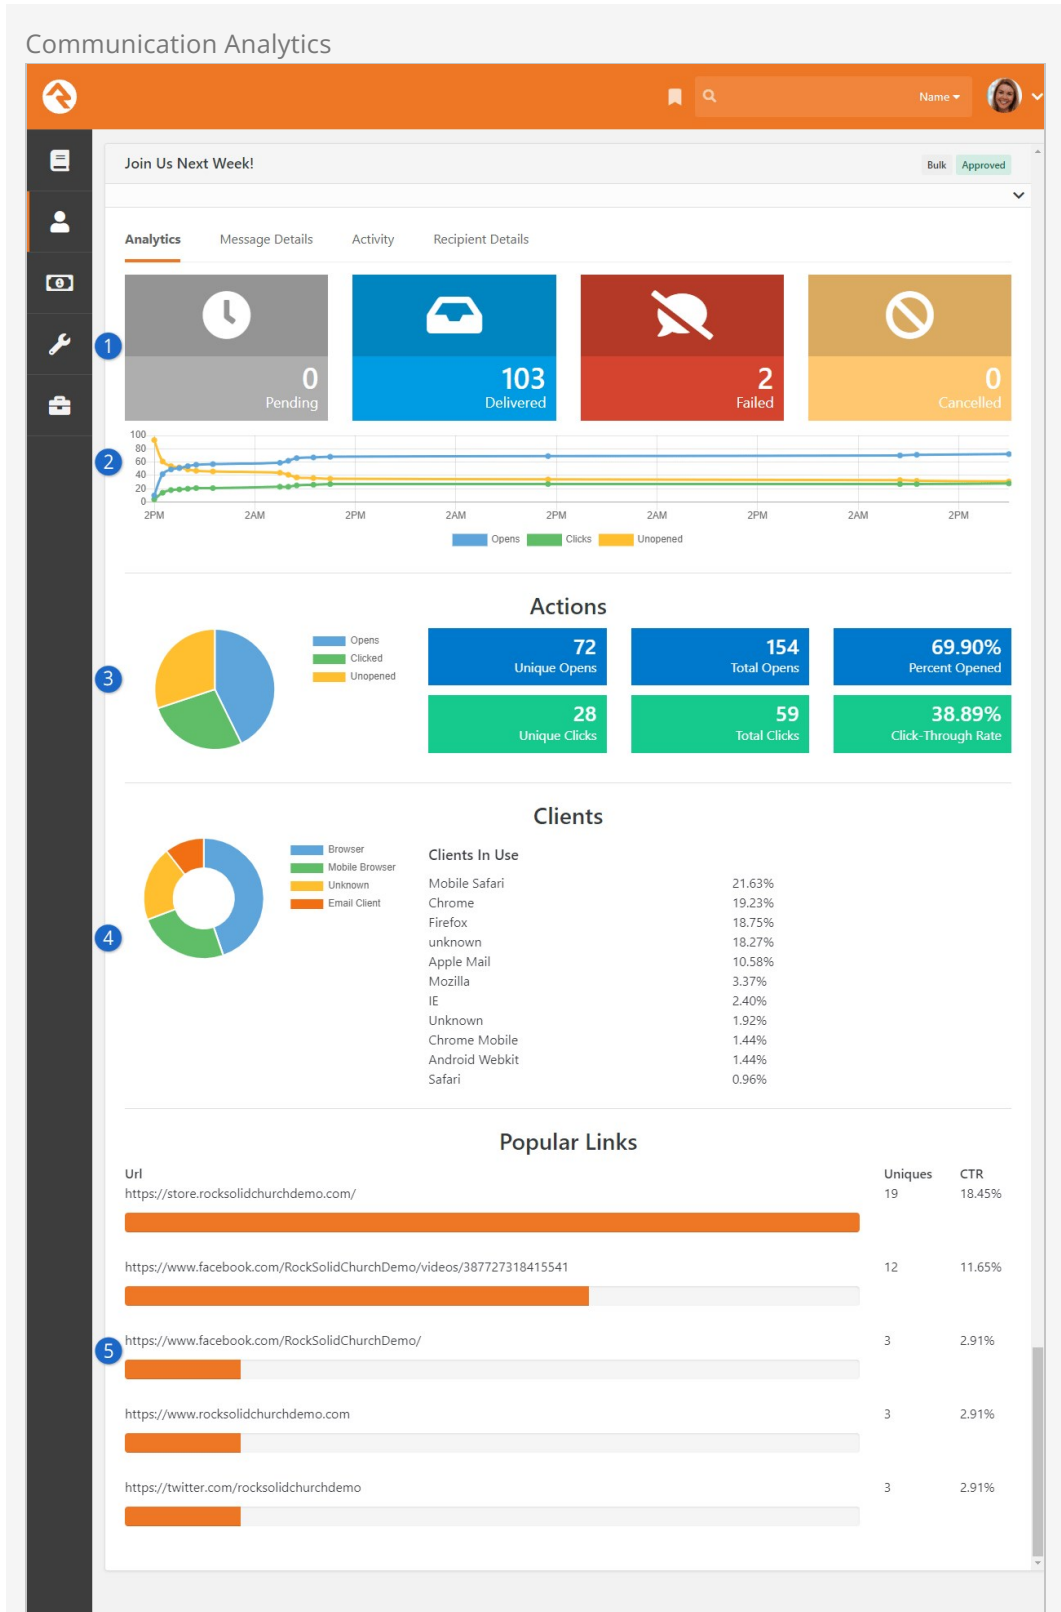 Communication Analytics
Name
Join Us Next Week!
Bulk Approved
Analytics Message Details Activity Recipient Details
1
0
Pending
103
Delivered
2
Failed
0
Cancelled
2
100
80
60
40
20
0
2PM 2AM 2PM 2AM 2PM 2AM 2PM 2AM 2PM
Opens Clicks Unopened
Actions
3
Opens
Clicked
Unopened
72
Unique Opens
154
Total Opens
69.90%
Percent Opened
28
Unique Clicks
59
Total Clicks
38.89%
Click-Through Rate
Clients
4
Browser
Mobile Browser
Unknown
Email Client
Clients In Use
Mobile Safari 21.63%
Chrome 19.23%
Firefox 18.75%
unknown 18.27%
Apple Mail 10.58%
Mozilla 3.37%
IE 2.40%
Unknown 1.92%
Chrome Mobile 1.44%
Android Webkit 1.44%
Safari 0.96%
Popular Links
Url Uniques CTR
https://store.rocksolidchurchdemo.com/ 19 18.45%
https://www.facebook.com/RockSolidChurchDemo/videos/387727318415541 12 11.65%
5
https://www.facebook.com/RockSolidChurchDemo/ 3 2.91%
https://www.rocksolidchurchdemo.com 3 2.91%
https://twitter.com/rocksolidchurchdemo 3 2.91%